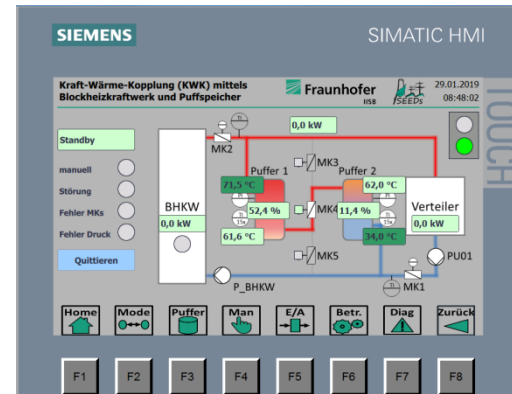 SIEMENS
SIMATIC HMI
TOUCH
Kraft-Wärme-Kopplung (KWK) mittels
Blockheizkraftwerk und Puffspeicher
Fraunhofer
IISB
SEEDs
29.01.2019
08:48:02
Standby
manuell
Störung
Fehler MKs
Fehler Druck
Quittieren
0,0 kW
MK2
BHKW
0,0 kW
P_BHKW
Puffer 1
71,5 °C
52,4 %
61,6 °C
MK3
MK4
MK5
Puffer 2
62,0 °C
11,4 %
34,0 °C
Verteiler
0,0 kW
PU01
MK1
Home
Mode
Puffer
Man
E/A
Betr.
Diag
Zurück
F1
F2
F3
F4
F5
F6
F7
F8